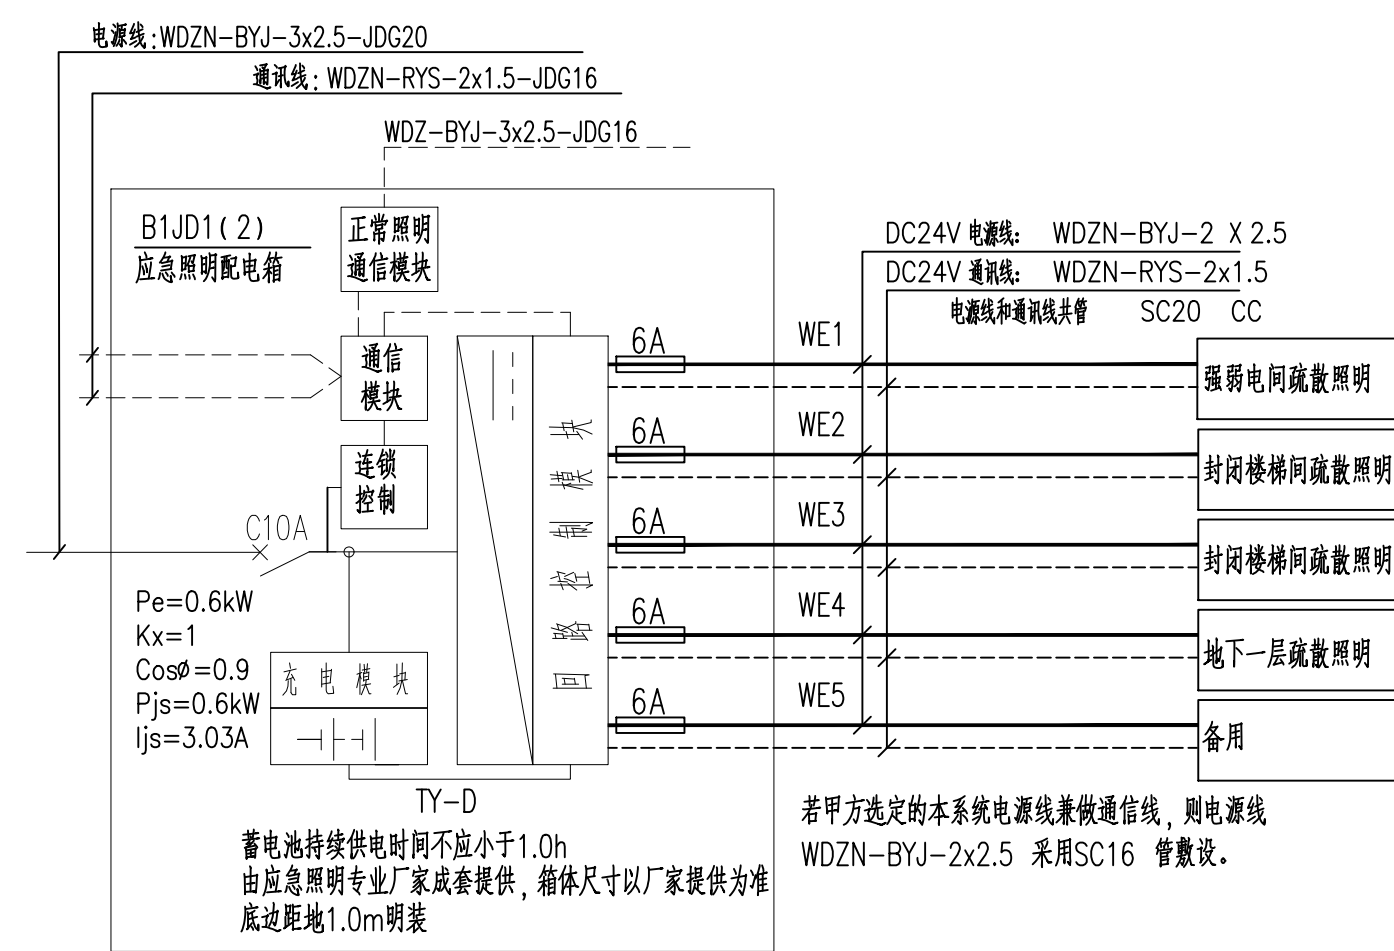 电源线:WDZN-BYJ-3x2.5-JDG20
通讯线: WDZN-RYS-2x1.5-JDG16
WDZ-BYJ-3x2.5-JDG16
B1JD1(2)
应急照明配电箱
正常照明
通信模块
通信
模块
连锁
控制
C10A
Pe=0.6kW
Kx=1
Cosø=0.9
Pjs=0.6kW
Ijs=3.03A
充电模块
回路控制模块
TY-D
蓄电池持续供电时间不应小于1.0h
由应急照明专业厂家成套提供,箱体尺寸以厂家提供为准
底边距地1.0m明装
DC24V 电源线: WDZN-BYJ-2 X 2.5
DC24V 通讯线: WDZN-RYS-2x1.5
电源线和通讯线共管 SC20 CC
6A WE1 强弱电间疏散照明
6A WE2 封闭楼梯间疏散照明
6A WE3 封闭楼梯间疏散照明
6A WE4 地下一层疏散照明
6A WE5 备用
若甲方选定的本系统电源线兼做通信线,则电源线
WDZN-BYJ-2x2.5 采用SC16 管敷设。